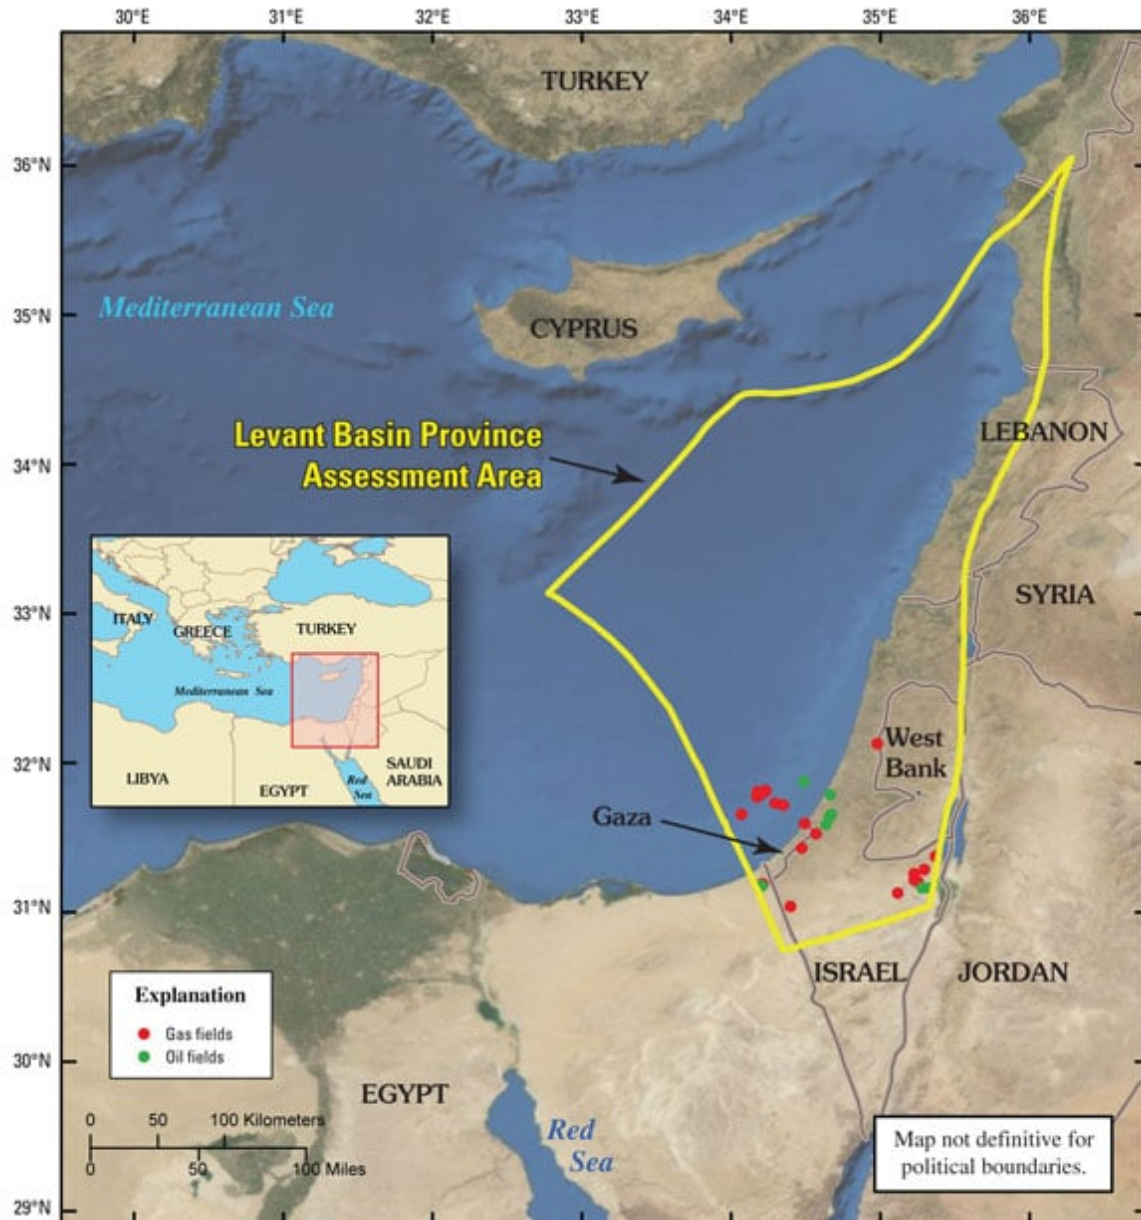 30°E
31°E
32°E
33°E
34°E
35°E
36°E
TURKEY
36°N
Mediterranean Sea
35°N
CYPRUS
Levant Basin Province
Assessment Area
LEBANON
34°N
33°N
SYRIA
ITALY
GREECE
TURKEY
Mediterranean Sea
LIBYA
EGYPT
Red
Sea
SAUDI
ARABIA
32°N
West
Bank
Gaza
31°N
ISRAEL
JORDAN
Explanation
Gas fields
Oil fields
30°N
EGYPT
0 50 100 Kilometers
0 50 100 Miles
Red
Sea
Map not definitive for
political boundaries.
29°N